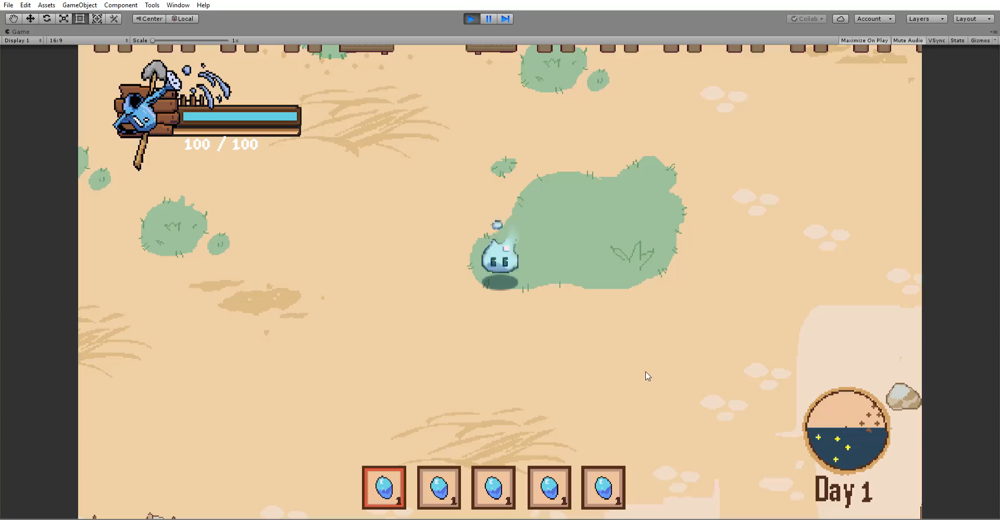 File Edit Assets GameObject Component Tools Window Help
Center Local Collab Account Layers Layout
Game
Display 1 16:9 Scale 1x Maximize On Play Mute Audio VSync Stats Gizmos
100 / 100
1 1 1 1 1
Day 1